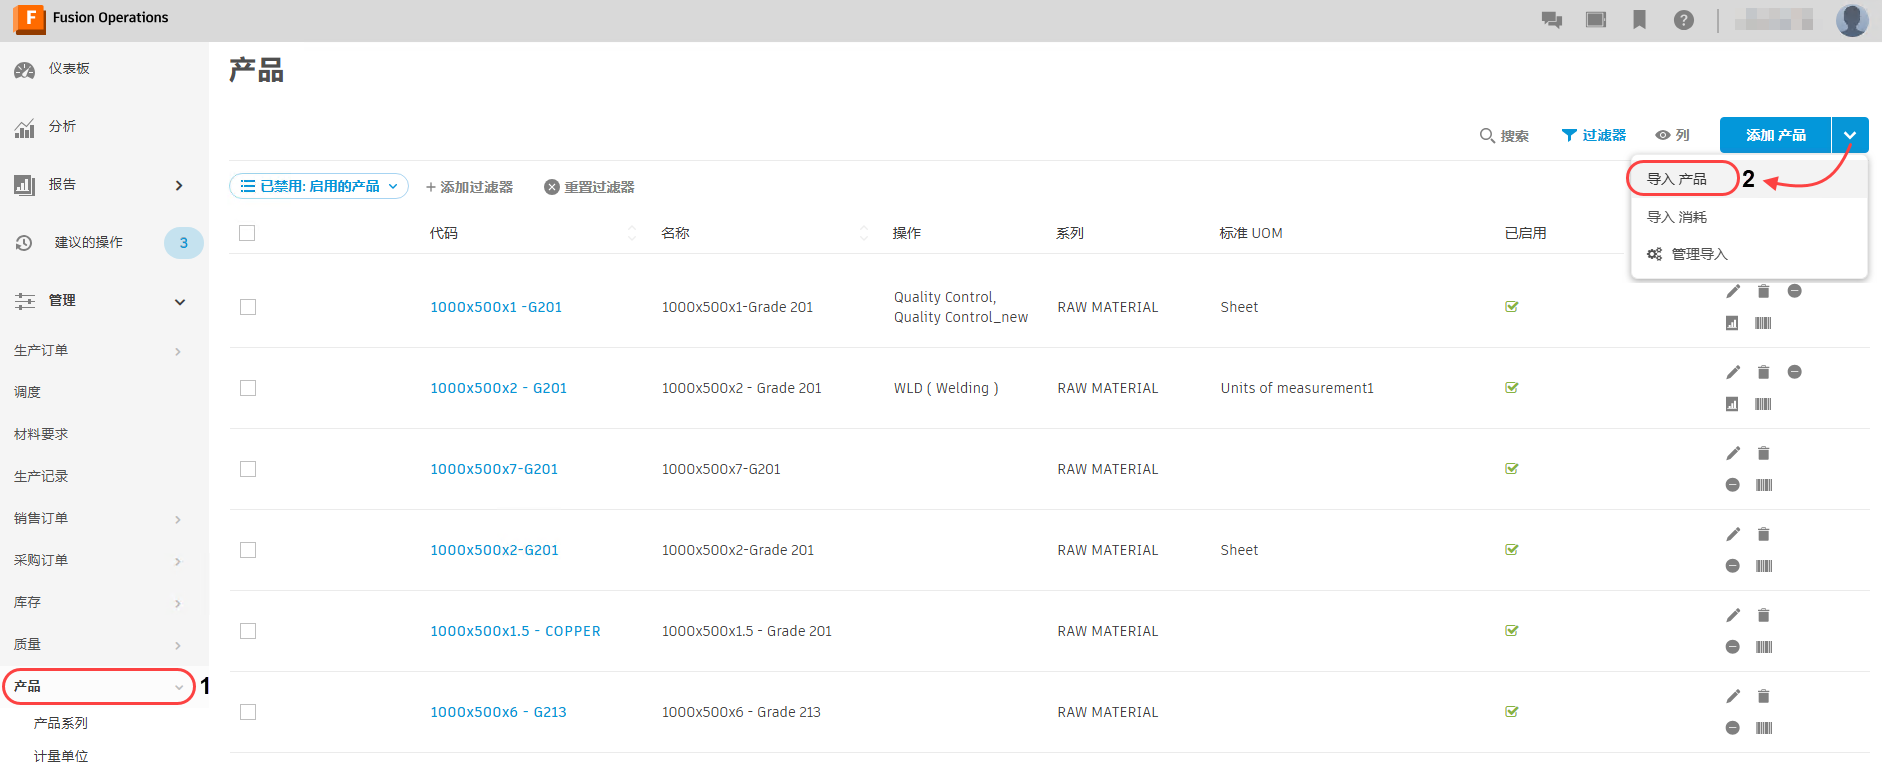 F Fusion Operations
仪表板
分析
报告
建议的操作 3
管理
生产订单
调度
材料要求
生产记录
销售订单
采购订单
库存
质量
产品 1
产品系列
计量单位
产品
搜索 过滤器 列 添加 产品
导入 产品 2
导入 消耗
管理导入
已禁用: 启用的产品 + 添加过滤器 重置过滤器
代码 名称 操作 系列 标准 UOM 已启用
1000x500x1 -G201 1000x500x1-Grade 201 Quality Control, RAW MATERIAL Sheet
Quality Control_new
1000x500x2 - G201 1000x500x2 - Grade 201 WLD ( Welding ) RAW MATERIAL Units of measurement1
1000x500x7-G201 1000x500x7-G201 RAW MATERIAL
1000x500x2-G201 1000x500x2-Grade 201 RAW MATERIAL Sheet
1000x500x1.5 - COPPER 1000x500x1.5 - Grade 201 RAW MATERIAL
1000x500x6 - G213 1000x500x6 - Grade 213 RAW MATERIAL